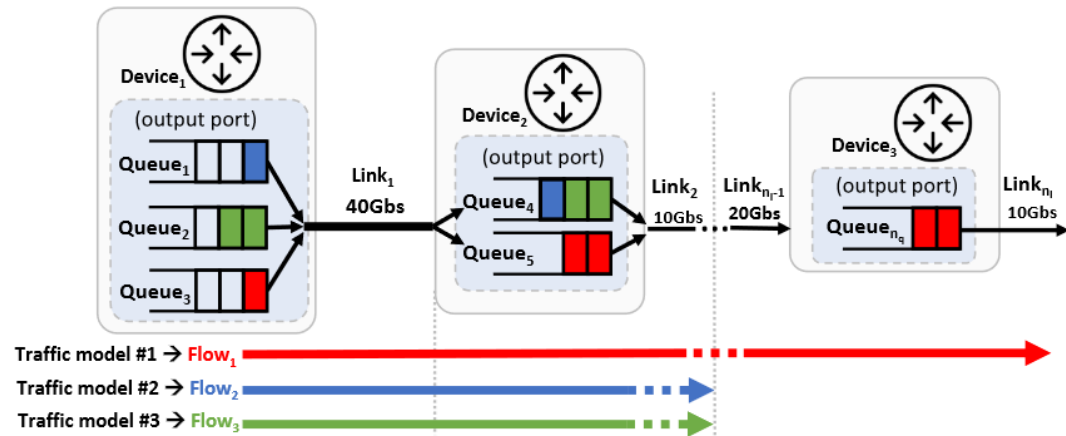 Device₁
(output port)
Queue₁
Queue₂
Queue₃
Link₁
40Gbs
Device₂
(output port)
Queue₄
Queue₅
Link₂
10Gbs
Linkₙₗ₋₁
20Gbs
Device₃
(output port)
Queueₙq
Linkₙₗ
10Gbs
Traffic model #1 → Flow₁
Traffic model #2 → Flow₂
Traffic model #3 → Flow₃